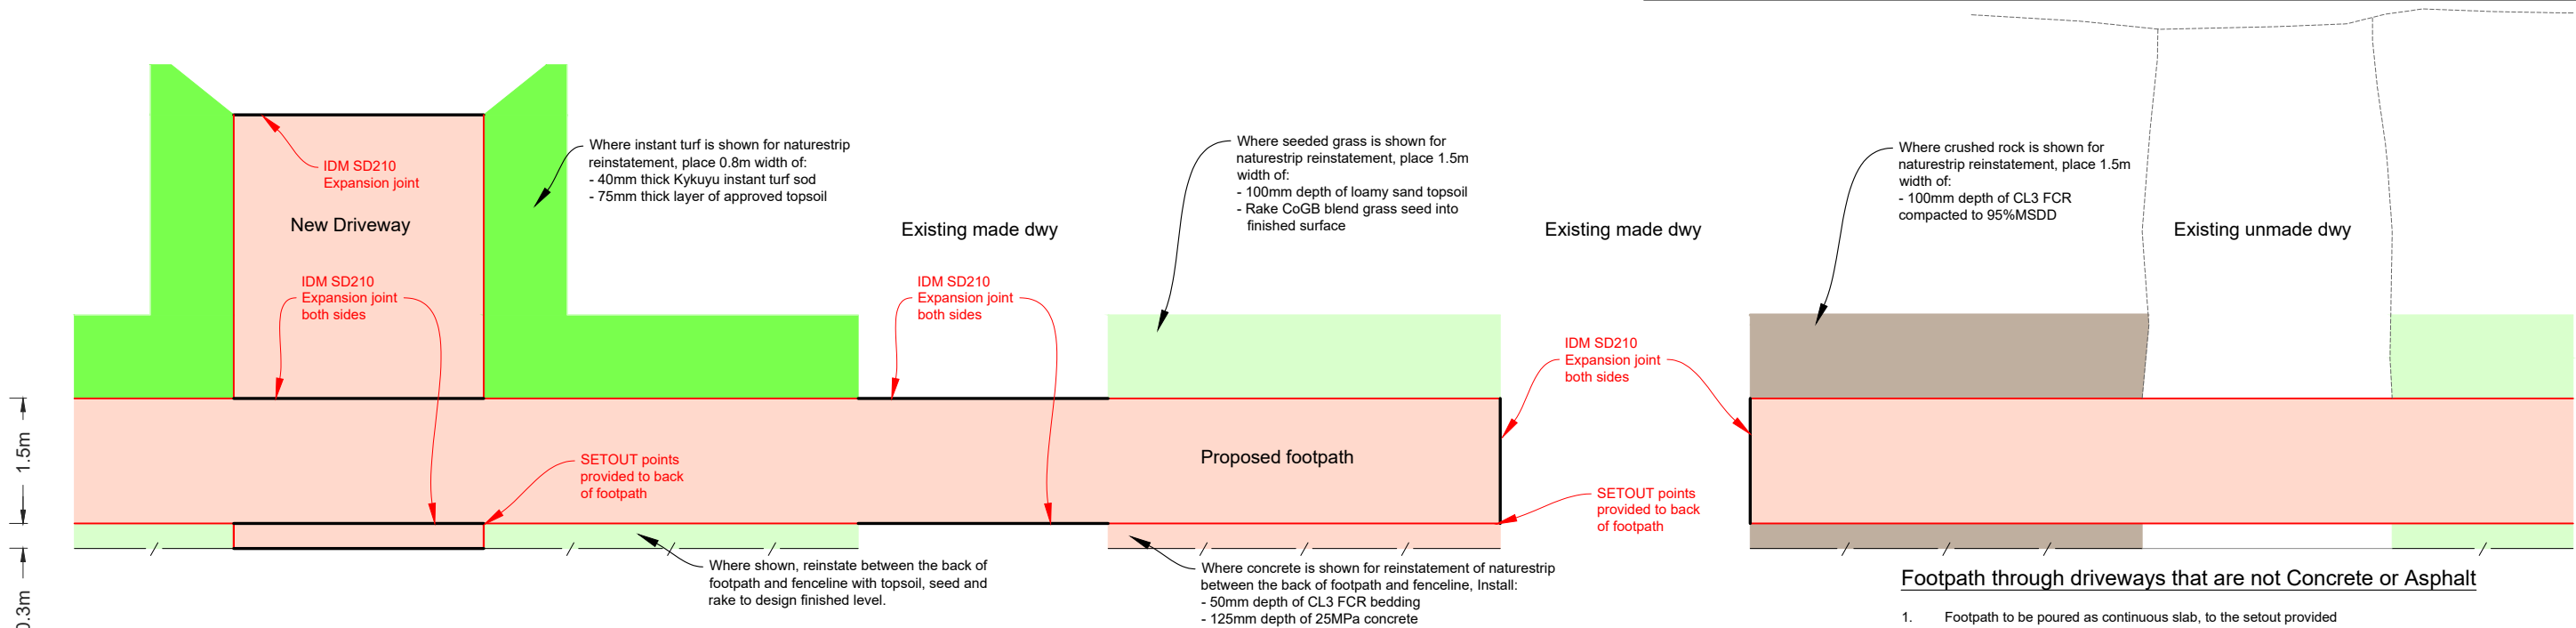 IDM SD210
Expansion joint
New Driveway
IDM SD210
Expansion joint
both sides
Where instant turf is shown for naturestrip
reinstatement, place 0.8m width of:
- 40mm thick Kykuyu instant turf sod
- 75mm thick layer of approved topsoil
Existing made dwy
IDM SD210
Expansion joint
both sides
Where seeded grass is shown for
naturestrip reinstatement, place 1.5m
width of:
- 100mm depth of loamy sand topsoil
- Rake CoGB blend grass seed into
finished surface
Existing made dwy
IDM SD210
Expansion joint
both sides
Where crushed rock is shown for
naturestrip reinstatement, place 1.5m
width of:
- 100mm depth of CL3 FCR
compacted to 95%MSDD
Existing unmade dwy
1.5m
SETOUT points
provided to back
of footpath
Proposed footpath
SETOUT points
provided to back
of footpath
0.3m
Where shown, reinstate between the back of
footpath and fenceline with topsoil, seed and
rake to design finished level.
Where concrete is shown for reinstatement of naturestrip
between the back of footpath and fenceline, Install:
- 50mm depth of CL3 FCR bedding
- 125mm depth of 25MPa concrete
Footpath through driveways that are not Concrete or Asphalt
1. Footpath to be poured as continuous slab, to the setout provided